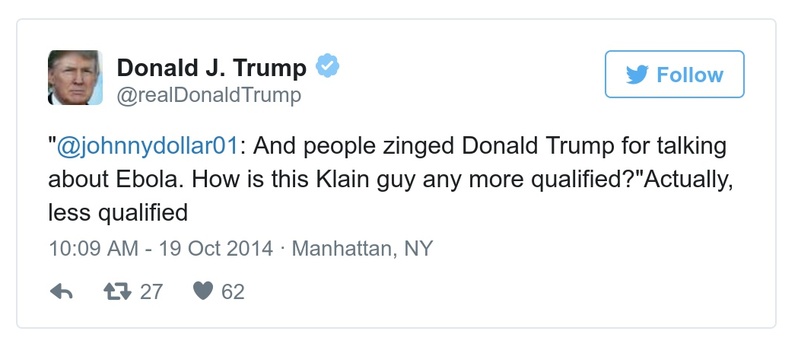 Donald J. Trump
@realDonaldTrump
Follow
"@johnnydollar01: And people zinged Donald Trump for talking
about Ebola. How is this Klain guy any more qualified?"Actually,
less qualified
10:09 AM - 19 Oct 2014 · Manhattan, NY
27
62